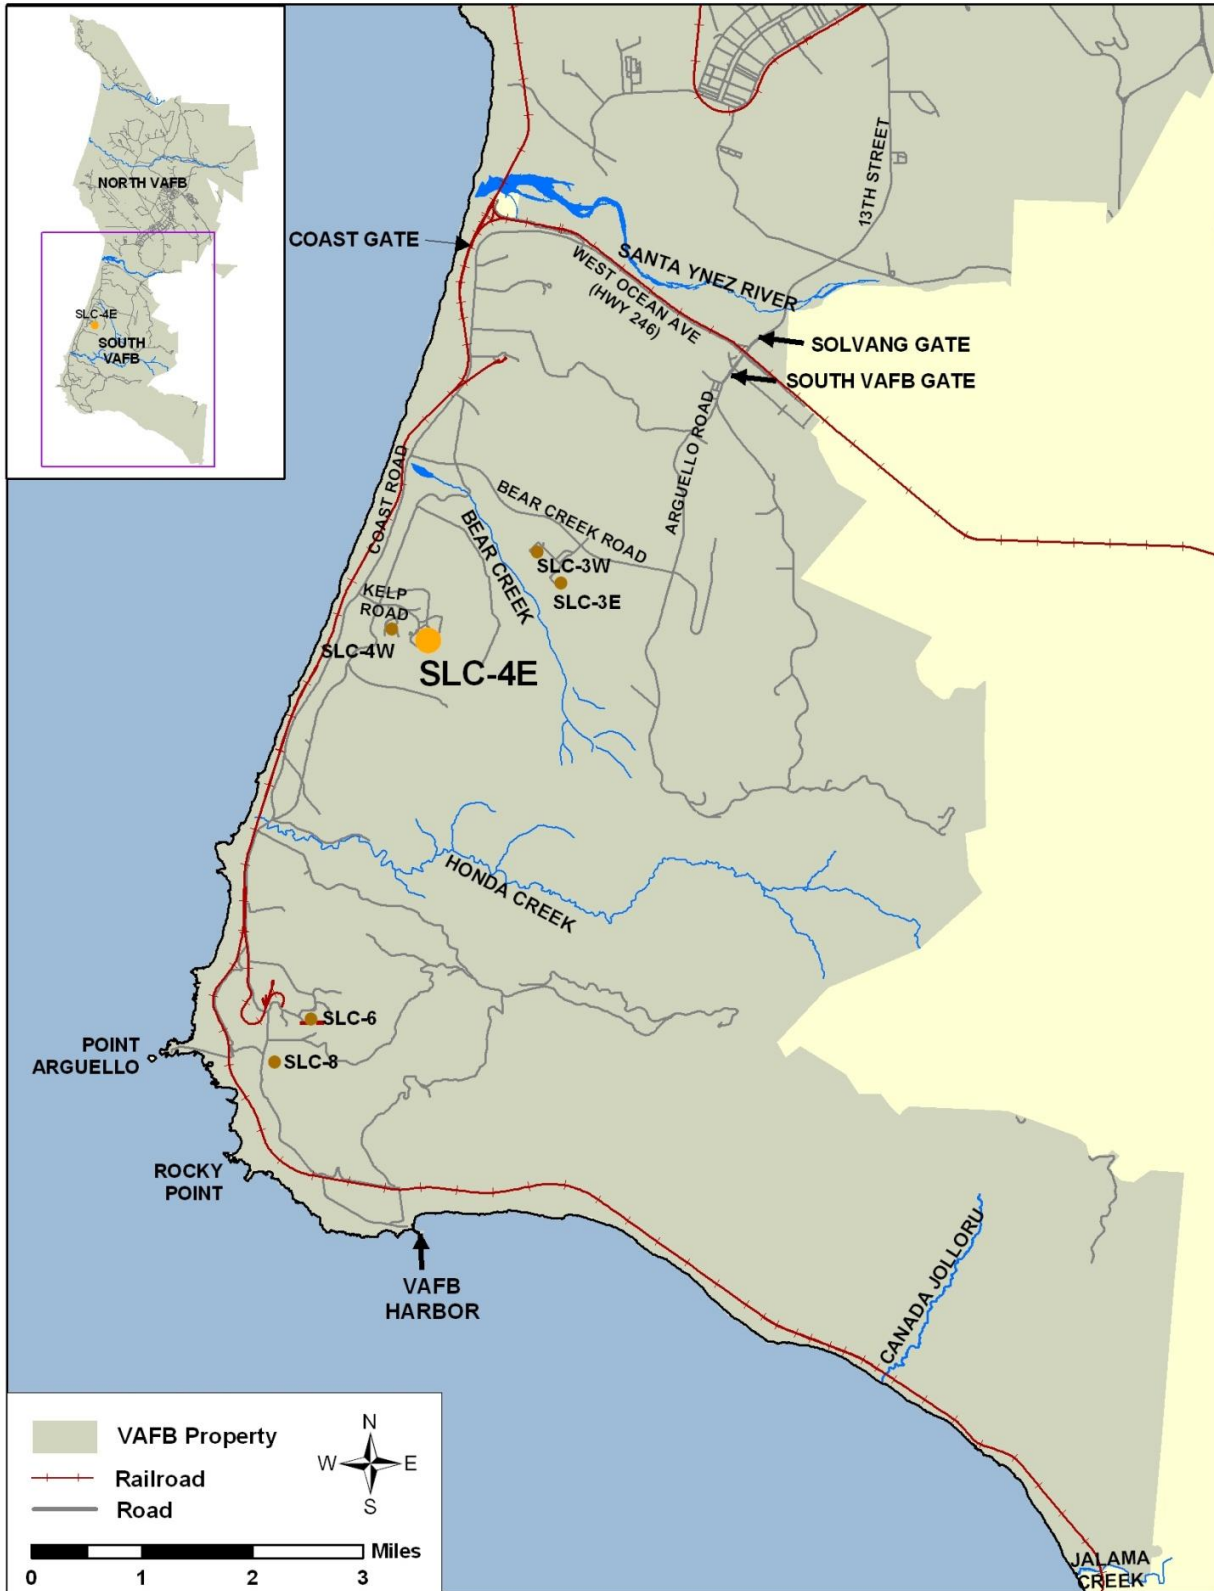 NORTH VAFB
SLC-4E
SOUTH
VAFB
13TH STREET
COAST GATE
SANTA YNEZ RIVER
WEST OCEAN AVE
(HWY 246)
SOLVANG GATE
SOUTH VAFB GATE
ARGUELLO ROAD
COAST ROAD
BEAR CREEK ROAD
BEAR CREEK
SLC-3W
SLC-3E
KELP
ROAD
SLC-4W
SLC-4E
HONDA CREEK
SLC-6
SLC-8
POINT
ARGUELLO
ROCKY
POINT
VAFB
HARBOR
CANADA JOLLORU
JALAMA
CREEK
VAFB Property
Railroad
Road
N
W
E
S
Miles
0 1 2 3